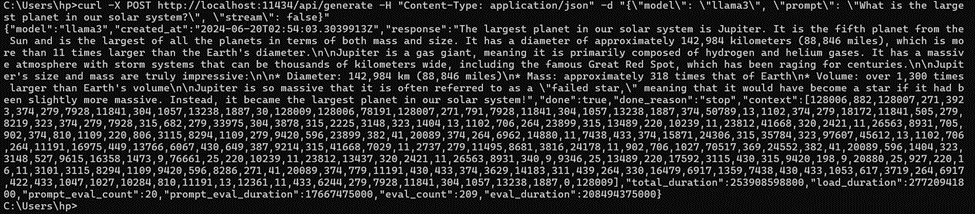 C:\Users\hp>curl -X POST http://localhost:11434/api/generate -H "Content-Type: application/json" -d "{\"model\": \"llama3\", \"prompt\": \"What is the large
st planet in our solar system?\", \"stream\": false}"
{"model":"llama3","created_at":"2024-06-20T02:54:03.3039913Z","response":"The largest planet in our solar system is Jupiter. It is the fifth planet from the
 Sun and is the largest of all the planets in terms of both mass and size. It has a diameter of approximately 142,984 kilometers (88,846 miles), which is mo
re than 11 times larger than the Earth's diameter.\n\nJupiter is a gas giant, meaning it is primarily composed of hydrogen and helium gases. It has a massiv
e atmosphere with storm systems that can be thousands of kilometers wide, including the famous Great Red Spot, which has been raging for centuries.\n\nJupit
er's size and mass are truly impressive:\n\n* Diameter: 142,984 km (88,846 miles)\n* Mass: approximately 318 times that of Earth\n* Volume: over 1,300 times
 larger than Earth's volume\n\nJupiter is so massive that it is often referred to as a \"failed star,\" meaning that it would have become a star if it had b
een slightly more massive. Instead, it became the largest planet in our solar system!","done":true,"done_reason":"stop","context":[128006,882,128007,271,392
3,374,279,7928,11841,304,1057,13238,1887,30,128009,128006,78191,128007,271,791,7928,11841,304,1057,13238,1887,374,50789,13,1102,374,279,18172,11841,505,279,
8219,323,374,279,7928,315,682,279,33975,304,3878,315,2225,3148,323,1404,13,1102,706,264,23899,315,13489,220,10239,11,23812,41668,320,2421,11,26563,8931,705,
902,374,810,1109,220,806,3115,8294,1109,279,9420,596,23899,382,41,20089,374,264,6962,14880,11,7438,433,374,15871,24306,315,35784,323,97607,45612,13,1102,706
,264,11191,16975,449,13766,6067,430,649,387,9214,315,41668,7029,11,2737,279,11495,8681,3816,24178,11,902,706,1027,70517,369,24552,382,41,20089,596,1404,323,
3148,527,9615,16358,1473,9,76661,25,220,10239,11,23812,13437,320,2421,11,26563,8931,340,9,9346,25,13489,220,17592,3115,430,315,9420,198,9,20880,25,927,220,1
6,11,3101,3115,8294,1109,9420,596,8286,271,41,20089,374,779,11191,430,433,374,3629,14183,311,439,264,330,16479,6917,1359,7438,430,433,1053,617,3719,264,6917
,422,433,1047,1027,10284,810,11191,13,12361,11,433,6244,279,7928,11841,304,1057,13238,1887,0,128009],"total_duration":253908598800,"load_duration":277209418
00,"prompt_eval_count":20,"prompt_eval_duration":17667475000,"eval_count":209,"eval_duration":208494375000}
C:\Users\hp>